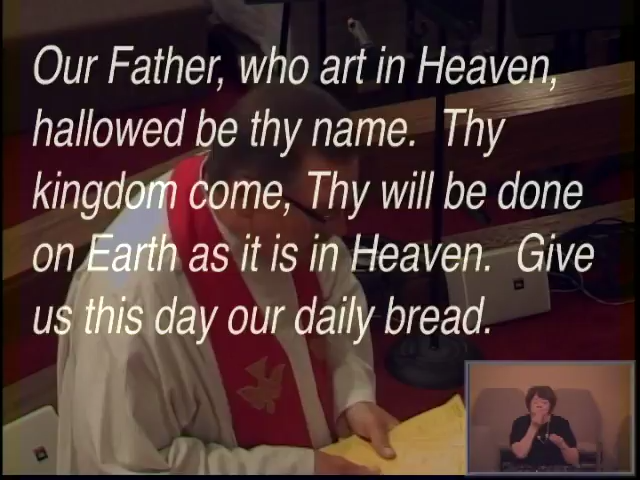 Our Father, who art in Heaven,
hallowed be thy name. Thy
kingdom come, Thy will be done
on Earth as it is in Heaven. Give
us this day our daily bread.